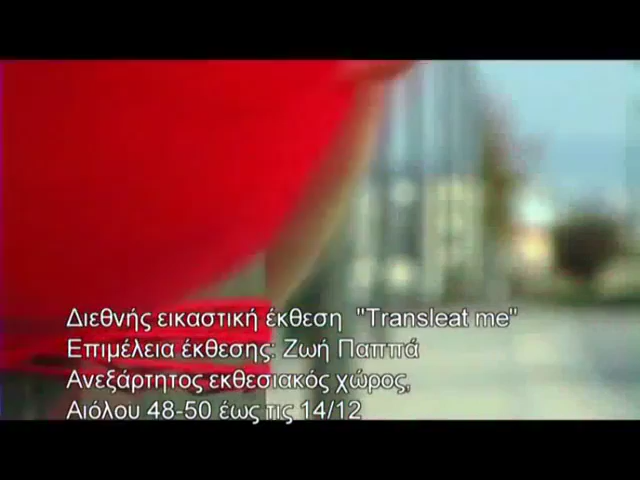 Διεθνής εικαστική έκθεση "Transleat me"
Επιμέλεια έκθεσης: Ζωή Παππά
Ανεξάρτητος εκθεσιακός χώρος,
Αιόλου 48-50 έως τις 14/12